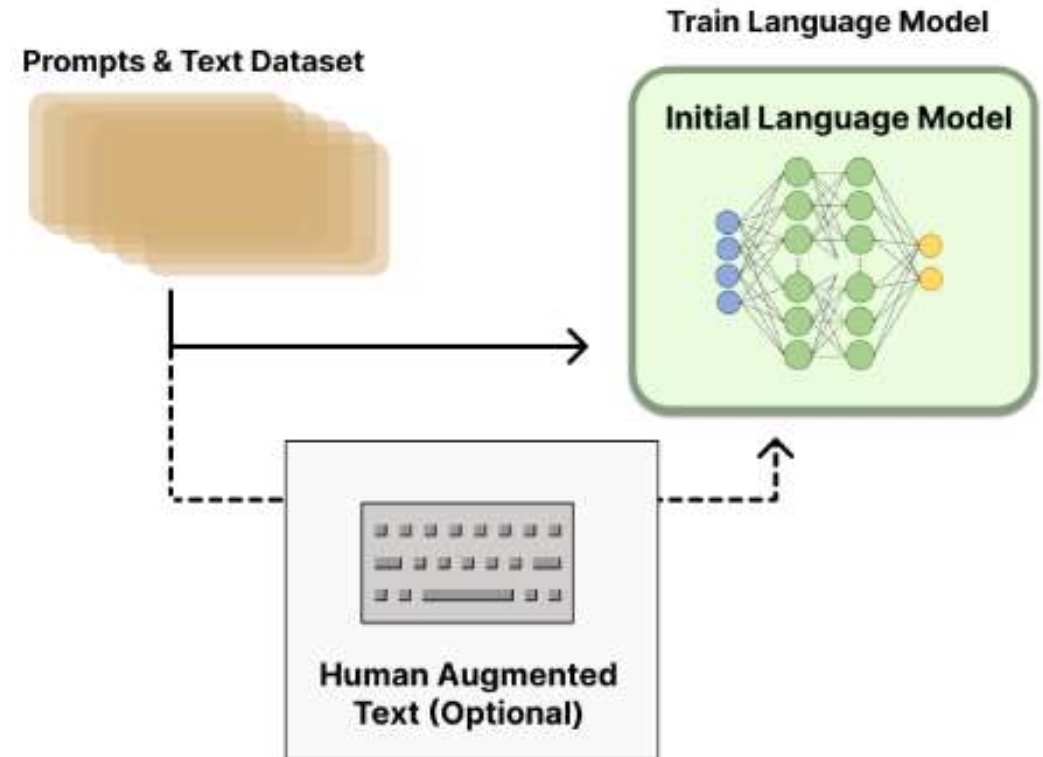 Train Language Model
Prompts & Text Dataset
Initial Language Model
Human Augmented
Text (Optional)